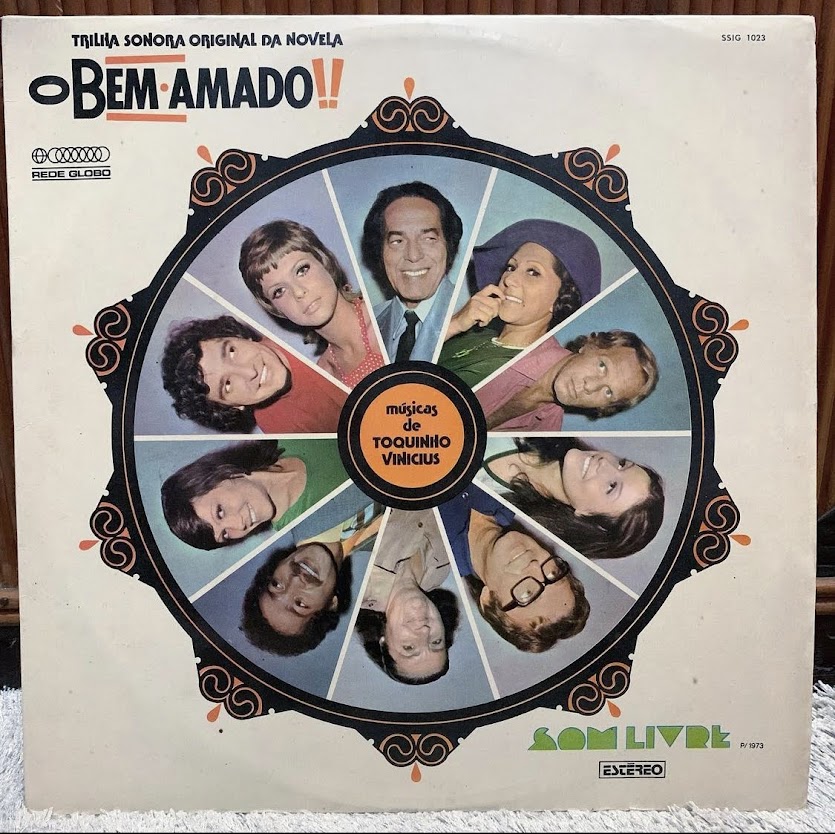 TRILHA SONORA ORIGINAL DA NOVELA
SSIG 1023
O BEM·AMADO!!
REDE GLOBO
músicas
de
TOQUINHO
VINICIUS
SOM LIVRE
P/1973
ESTÉREO